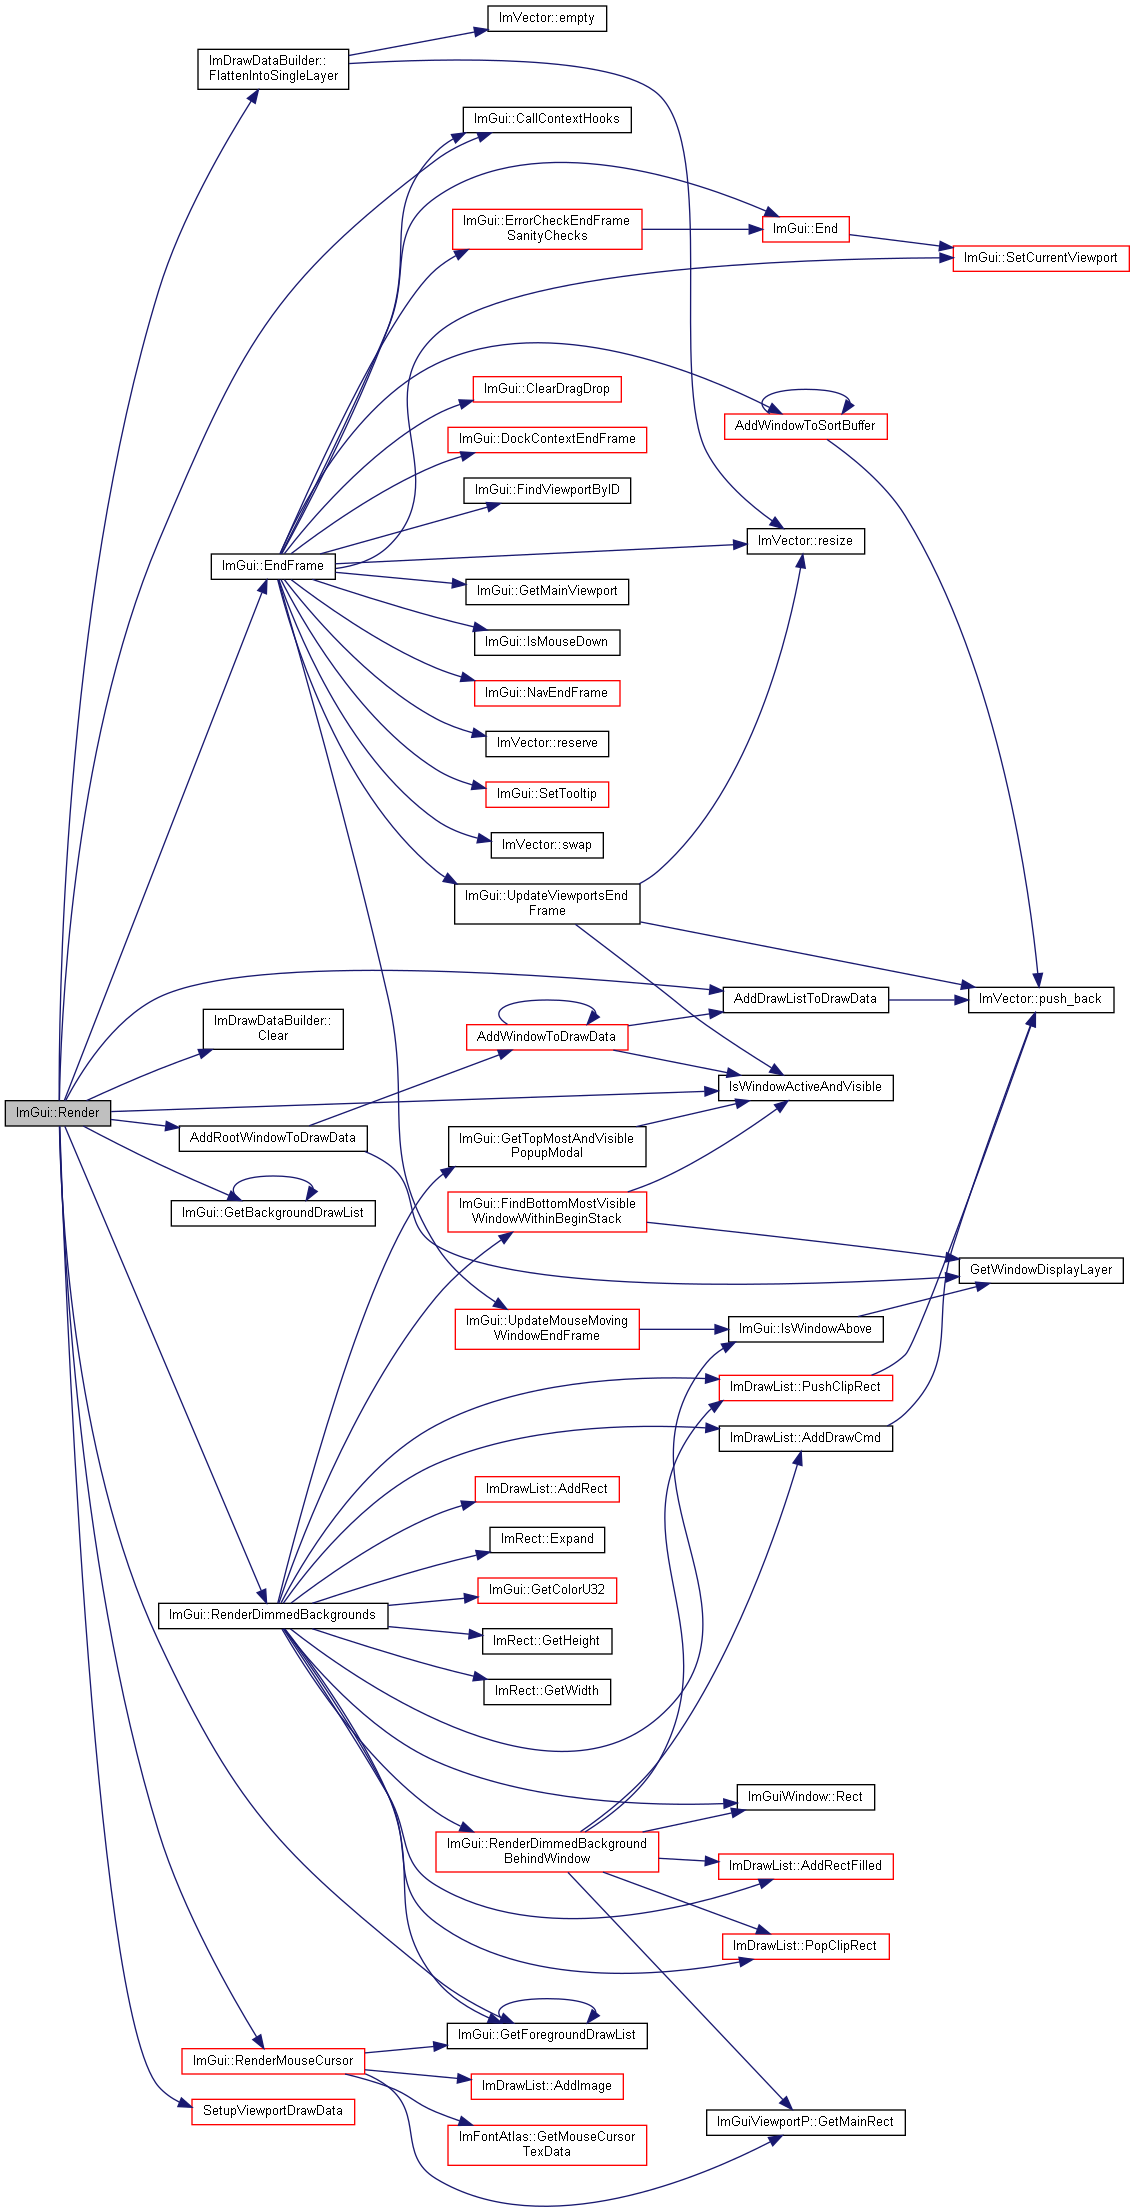 ImVector::empty
ImDrawDataBuilder::
FlattenIntoSingleLayer
ImGui::CallContextHooks
ImGui::ErrorCheckEndFrame
SanityChecks
ImGui::End
ImGui::SetCurrentViewport
ImGui::ClearDragDrop
AddWindowToSortBuffer
ImGui::DockContextEndFrame
ImGui::FindViewportByID
ImVector::resize
ImGui::EndFrame
ImGui::GetMainViewport
ImGui::IsMouseDown
ImGui::NavEndFrame
ImVector::reserve
ImGui::SetTooltip
ImVector::swap
ImGui::UpdateViewportsEnd
Frame
AddDrawListToDrawData
ImVector::push_back
ImDrawDataBuilder::
Clear
AddWindowToDrawData
IsWindowActiveAndVisible
ImGui::Render
AddRootWindowToDrawData
ImGui::GetTopMostAndVisible
PopupModal
ImGui::GetBackgroundDrawList
ImGui::FindBottomMostVisible
WindowWithinBeginStack
GetWindowDisplayLayer
ImGui::UpdateMouseMoving
WindowEndFrame
ImGui::IsWindowAbove
ImDrawList::PushClipRect
ImDrawList::AddDrawCmd
ImDrawList::AddRect
ImRect::Expand
ImGui::GetColorU32
ImGui::RenderDimmedBackgrounds
ImRect::GetHeight
ImRect::GetWidth
ImGuiWindow::Rect
ImGui::RenderDimmedBackground
BehindWindow
ImDrawList::AddRectFilled
ImDrawList::PopClipRect
ImGui::GetForegroundDrawList
ImGui::RenderMouseCursor
ImDrawList::AddImage
SetupViewportDrawData
ImGuiViewportP::GetMainRect
ImFontAtlas::GetMouseCursor
TexData